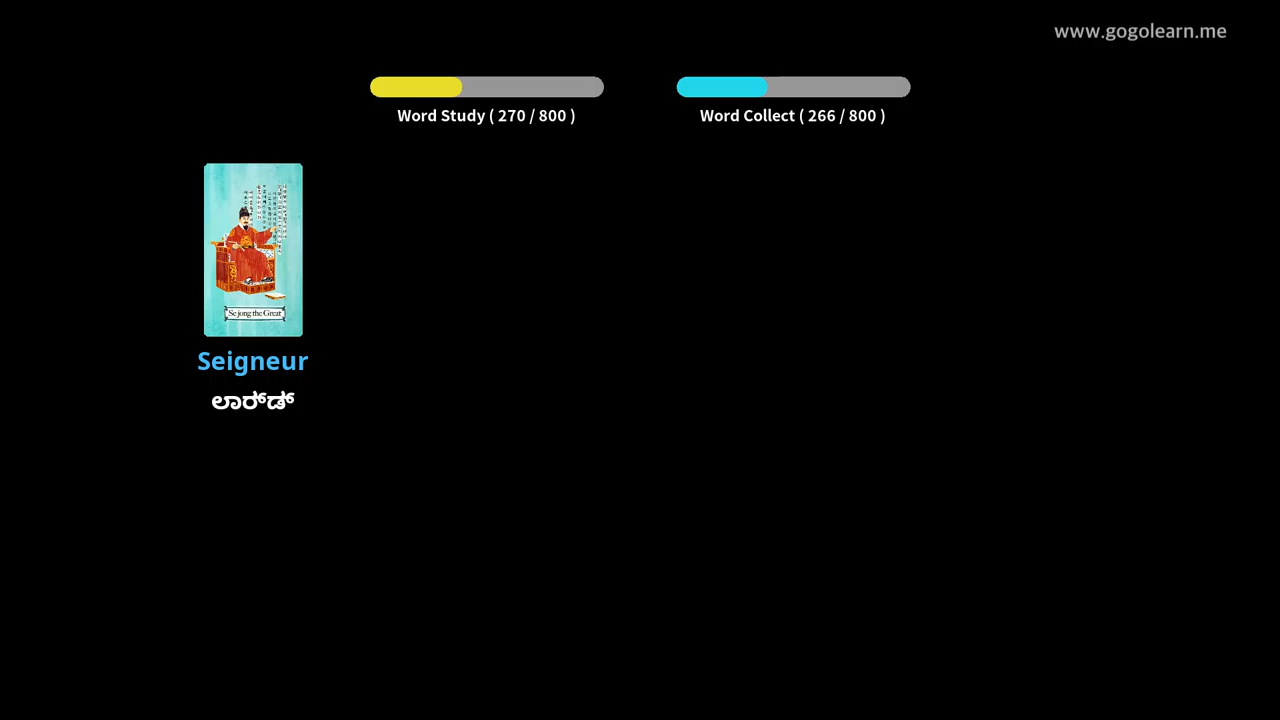 www.gogolearn.me
Word Study ( 270 / 800 )
Word Collect ( 266 / 800 )
Sejong the Great
Seigneur
ಲಾರ್ಡ್